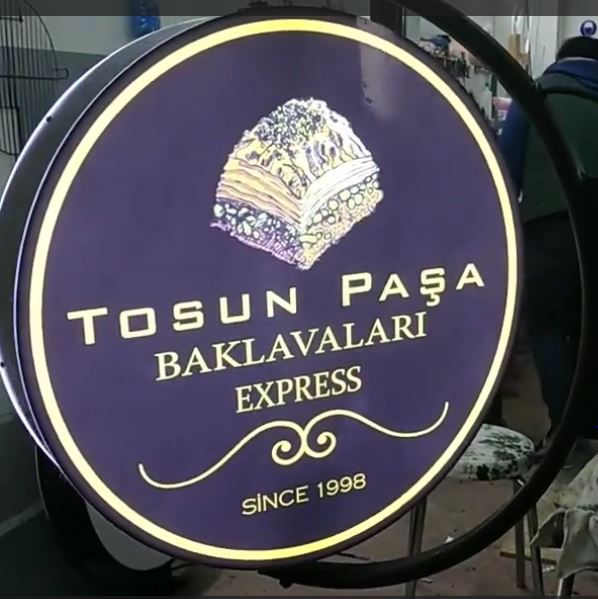 TOSUN PAŞA
BAKLAVALARI
EXPRESS
SİNCE 1998